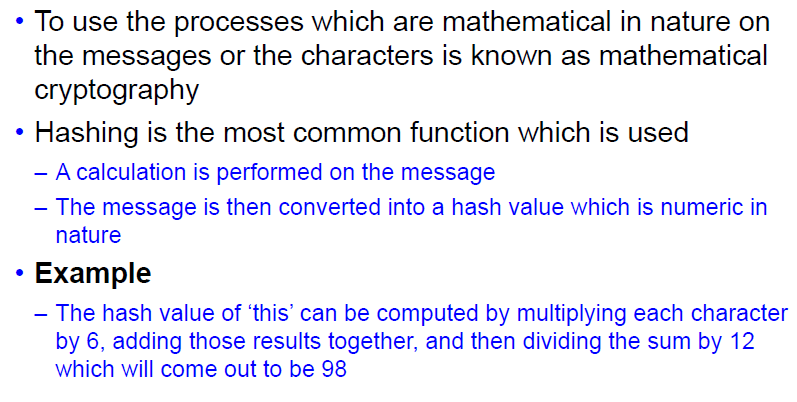 • To use the processes which are mathematical in nature on
the messages or the characters is known as mathematical
cryptography
• Hashing is the most common function which is used
– A calculation is performed on the message
– The message is then converted into a hash value which is numeric in
nature
• Example
– The hash value of ‘this’ can be computed by multiplying each character
by 6, adding those results together, and then dividing the sum by 12
which will come out to be 98